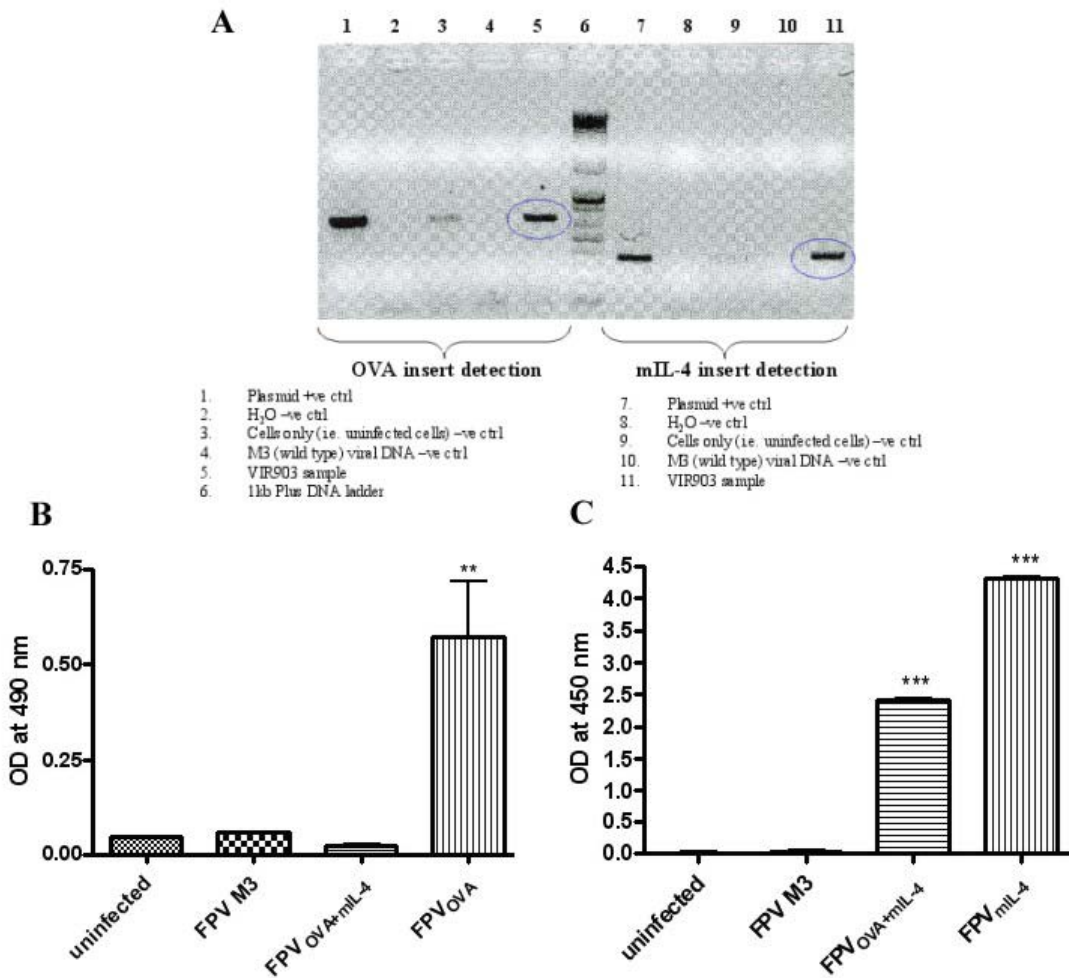 A
1 2 3 4 5 6 7 8 9 10 11
OVA insert detection
1. Plasmid +ve ctrl
2. H₂O –ve ctrl
3. Cells only (i.e. uninfected cells) –ve ctrl
4. M3 (wild type) viral DNA –ve ctrl
5. VIR903 sample
6. 1kb Plus DNA ladder
mIL-4 insert detection
7. Plasmid +ve ctrl
8. H₂O –ve ctrl
9. Cells only (i.e. uninfected cells) –ve ctrl
10. M3 (wild type) viral DNA –ve ctrl
11. VIR903 sample
B
OD at 490 nm
0.75
0.50
0.25
0.00
**
uninfected
FPV M3
FPV OVA+mIL-4
FPV OVA
C
OD at 450 nm
4.5
4.0
3.5
3.0
2.5
2.0
1.5
1.0
0.5
0.0
***
***
uninfected
FPV M3
FPV OVA+mIL-4
FPV mIL-4